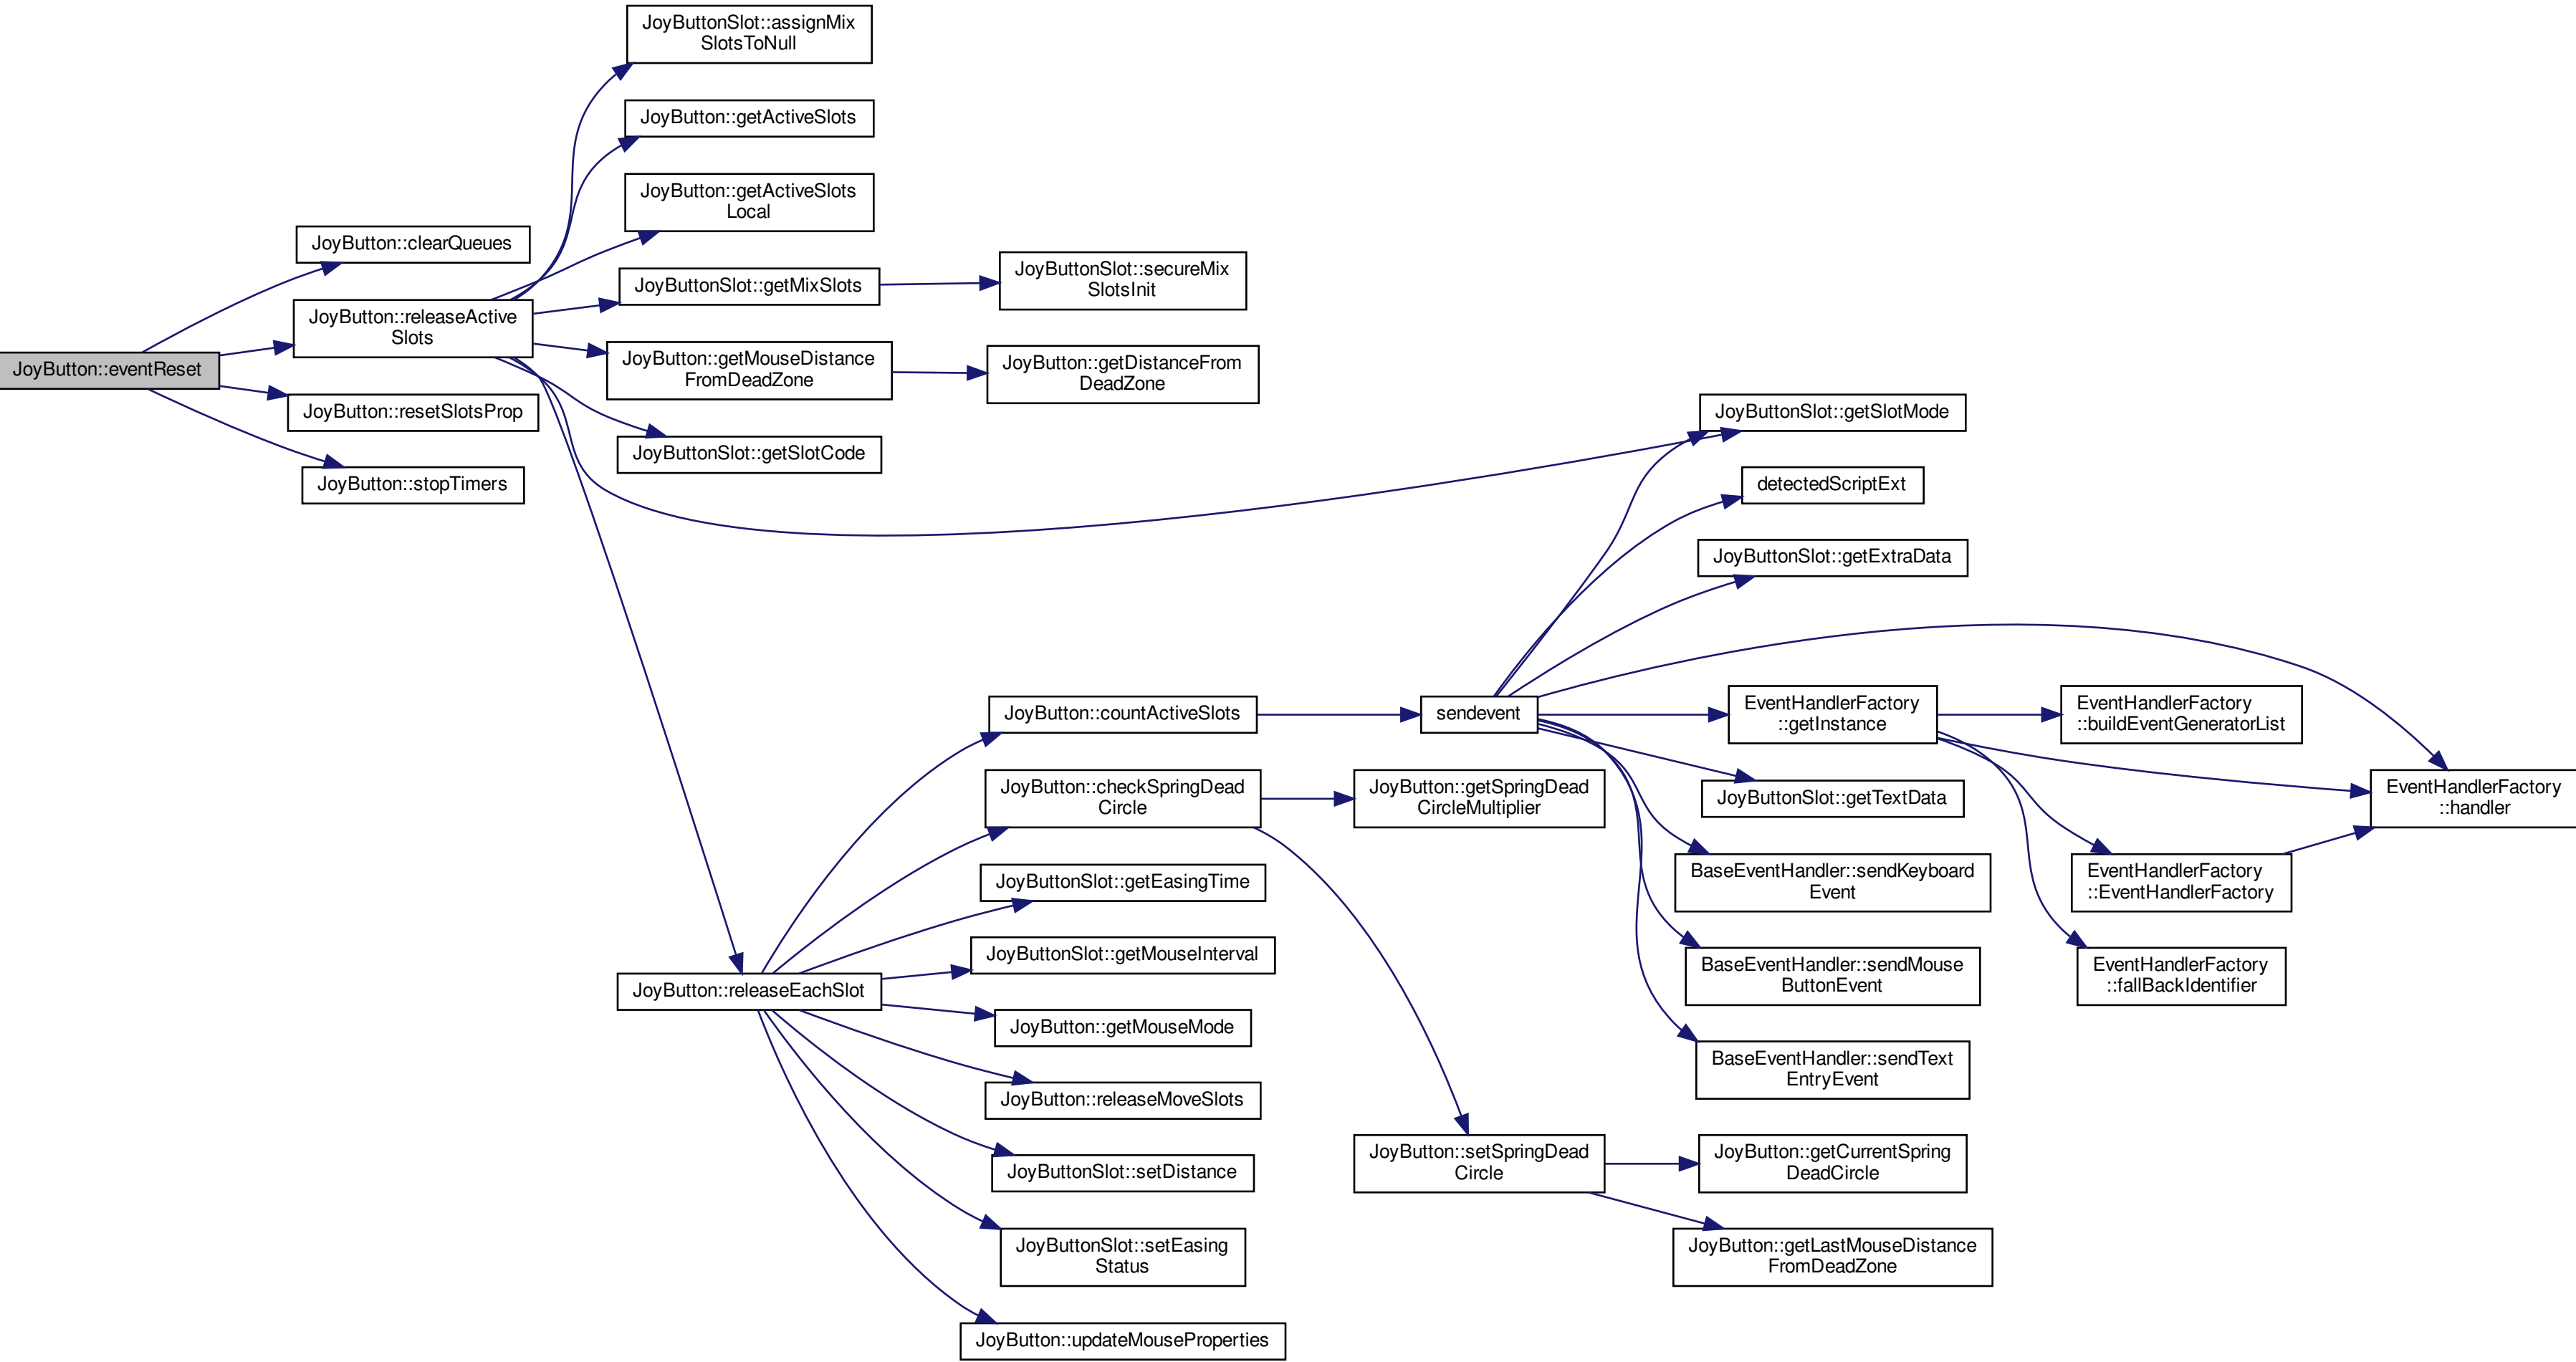 JoyButtonSlot::assignMix
SlotsToNull
JoyButton::getActiveSlots
JoyButton::getActiveSlots
Local
JoyButton::clearQueues
JoyButtonSlot::getMixSlots
JoyButtonSlot::secureMix
SlotsInit
JoyButton::releaseActive
Slots
JoyButton::eventReset
JoyButton::getMouseDistance
FromDeadZone
JoyButton::getDistanceFrom
DeadZone
JoyButton::resetSlotsProp
JoyButtonSlot::getSlotCode
JoyButton::stopTimers
JoyButtonSlot::getSlotMode
detectedScriptExt
JoyButtonSlot::getExtraData
JoyButton::countActiveSlots
sendevent
EventHandlerFactory
::getInstance
EventHandlerFactory
::buildEventGeneratorList
JoyButton::checkSpringDead
Circle
JoyButton::getSpringDead
CircleMultiplier
JoyButtonSlot::getTextData
EventHandlerFactory
::handler
JoyButtonSlot::getEasingTime
BaseEventHandler::sendKeyboard
Event
EventHandlerFactory
::EventHandlerFactory
JoyButtonSlot::getMouseInterval
BaseEventHandler::sendMouse
ButtonEvent
EventHandlerFactory
::fallBackIdentifier
JoyButton::releaseEachSlot
JoyButton::getMouseMode
BaseEventHandler::sendText
EntryEvent
JoyButton::releaseMoveSlots
JoyButtonSlot::setDistance
JoyButton::setSpringDead
Circle
JoyButton::getCurrentSpring
DeadCircle
JoyButtonSlot::setEasing
Status
JoyButton::getLastMouseDistance
FromDeadZone
JoyButton::updateMouseProperties